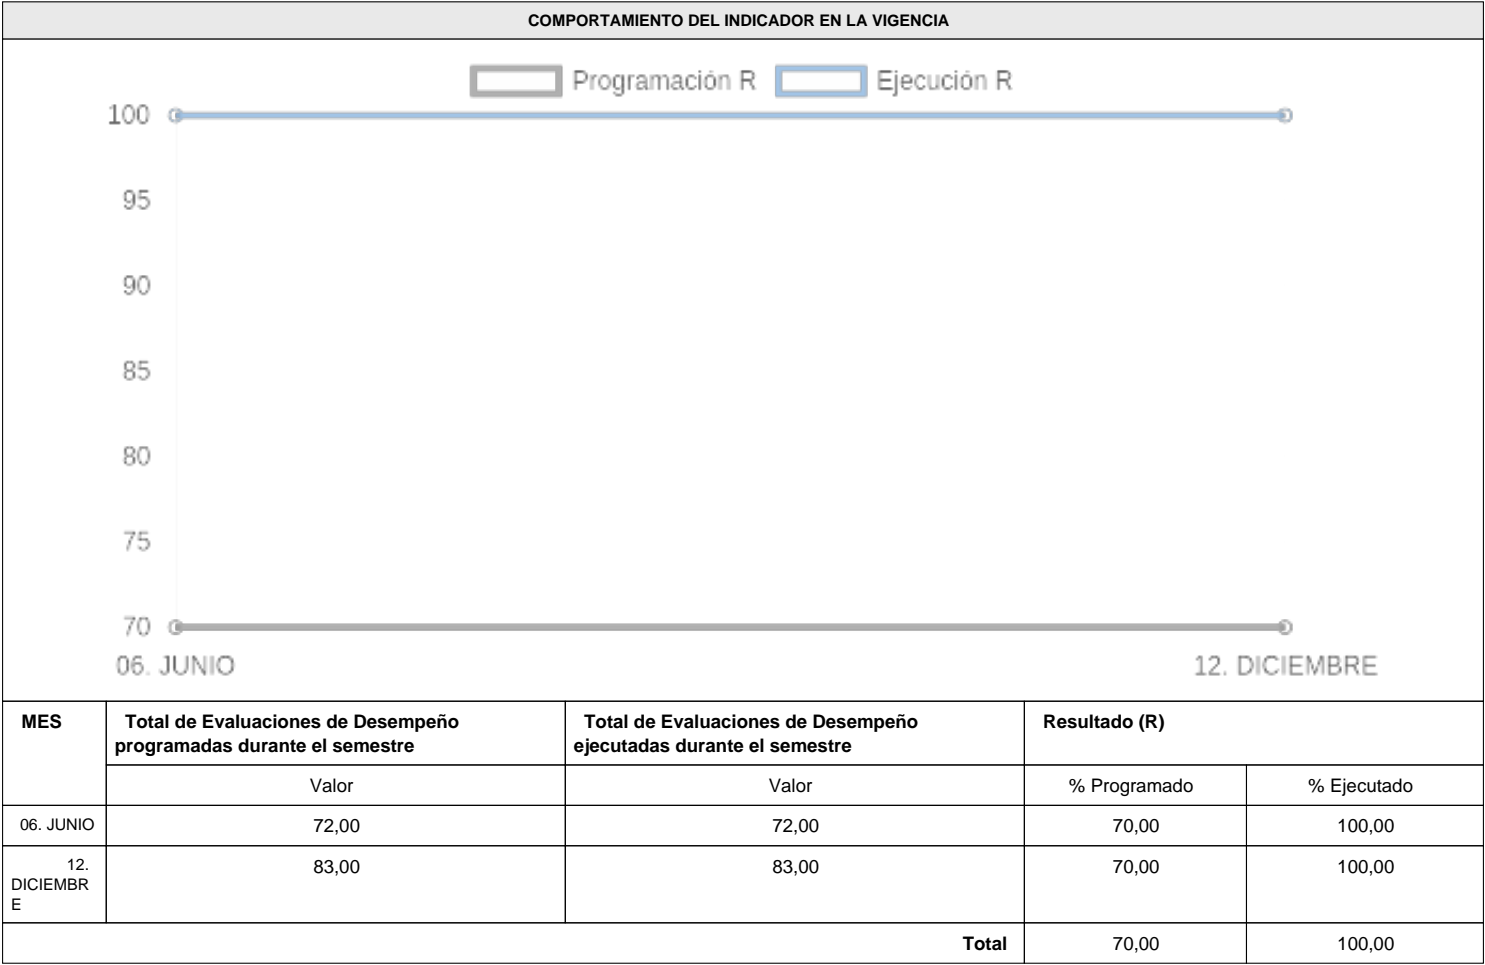 COMPORTAMIENTO DEL INDICADOR EN LA VIGENCIA
Programación R Ejecución R
100
95
90
85
80
75
70
06. JUNIO 12. DICIEMBRE
MES Total de Evaluaciones de Desempeño Total de Evaluaciones de Desempeño Resultado (R)
programadas durante el semestre ejecutadas durante el semestre
Valor Valor % Programado % Ejecutado
06. JUNIO 72,00 72,00 70,00 100,00
12. 83,00 83,00 70,00 100,00
DICIEMBR
E
Total 70,00 100,00